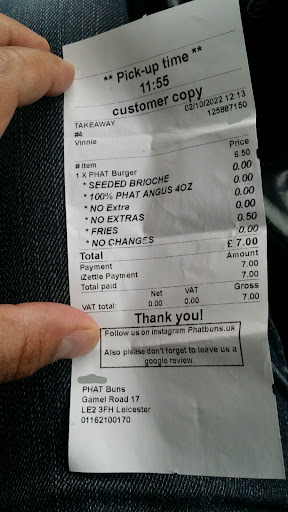 ** Pick-up time **
11:55
customer copy
02/10/2022 12:13
TAKEAWAY 125887150
#4
Vinnie
# Item Price
1 X PHAT Burger 6.50
* SEEDED BRIOCHE 0.00
* 100% PHAT ANGUS 4OZ 0.00
* NO Extra 0.00
* NO EXTRAS 0.00
* FRIES 0.50
* NO CHANGES 0.00
Total £ 7.00
Payment Amount
iZettle Payment 7.00
Total paid 7.00
Net VAT Gross
VAT total: 0.00 0.00 7.00
Thank you!
Follow us on instagram Phatbuns.uk
Also please don't forget to leave us a
google review.
PHAT Buns
Gamel Road 17
LE2 3FH Leicester
01162100170